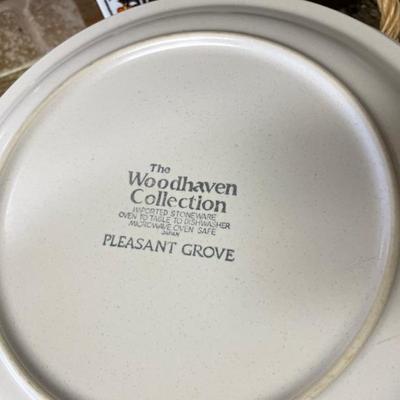 The
Woodhaven
Collection
IMPORTED STONEWARE
OVEN TO TABLE TO DISHWASHER
MICROWAVE OVEN SAFE
JAPAN
PLEASANT GROVE